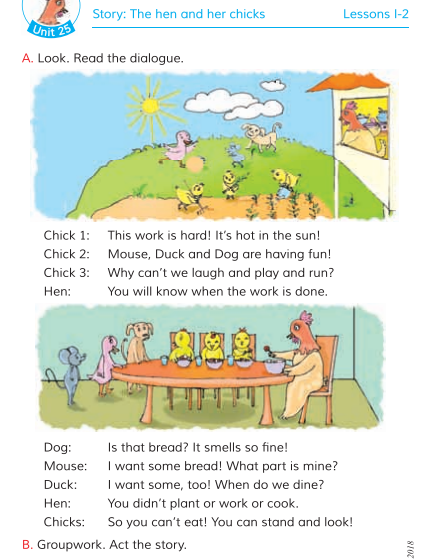 Unit 25
Story: The hen and her chicks Lessons 1-2
A. Look. Read the dialogue.
Chick 1: This work is hard! It's hot in the sun!
Chick 2: Mouse, Duck and Dog are having fun!
Chick 3: Why can't we laugh and play and run?
Hen: You will know when the work is done.
Dog: Is that bread? It smells so fine!
Mouse: I want some bread! What part is mine?
Duck: I want some, too! When do we dine?
Hen: You didn't plant or work or cook.
Chicks: So you can't eat! You can stand and look!
B. Groupwork. Act the story.
2018